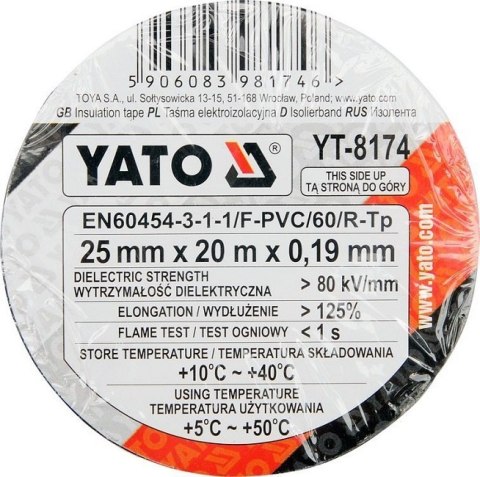 5 906083 981746 >
TOYA S.A., ul. Sołtysowicka 13-15, 51-168 Wrocław, Poland; www.yato.com
GB Insulation tape PL Taśma elektroizolacyjna D Isolierband RUS Изолента
YATO ® YT-8174
THIS SIDE UP
TĄ STRONĄ DO GÓRY
EN60454-3-1-1/F-PVC/60/R-Tp
25 mm x 20 m x 0,19 mm
DIELECTRIC STRENGTH
WYTRZYMAŁOŚĆ DIELEKTRYCZNA > 80 kV/mm
ELONGATION / WYDŁUŻENIE > 125%
FLAME TEST / TEST OGNIOWY < 1 s
STORE TEMPERATURE / TEMPERATURA SKŁADOWANIA
+10°C ~ +40°C
USING TEMPERATURE
TEMPERATURA UŻYTKOWANIA
+5°C ~ +50°C
www.yato.com